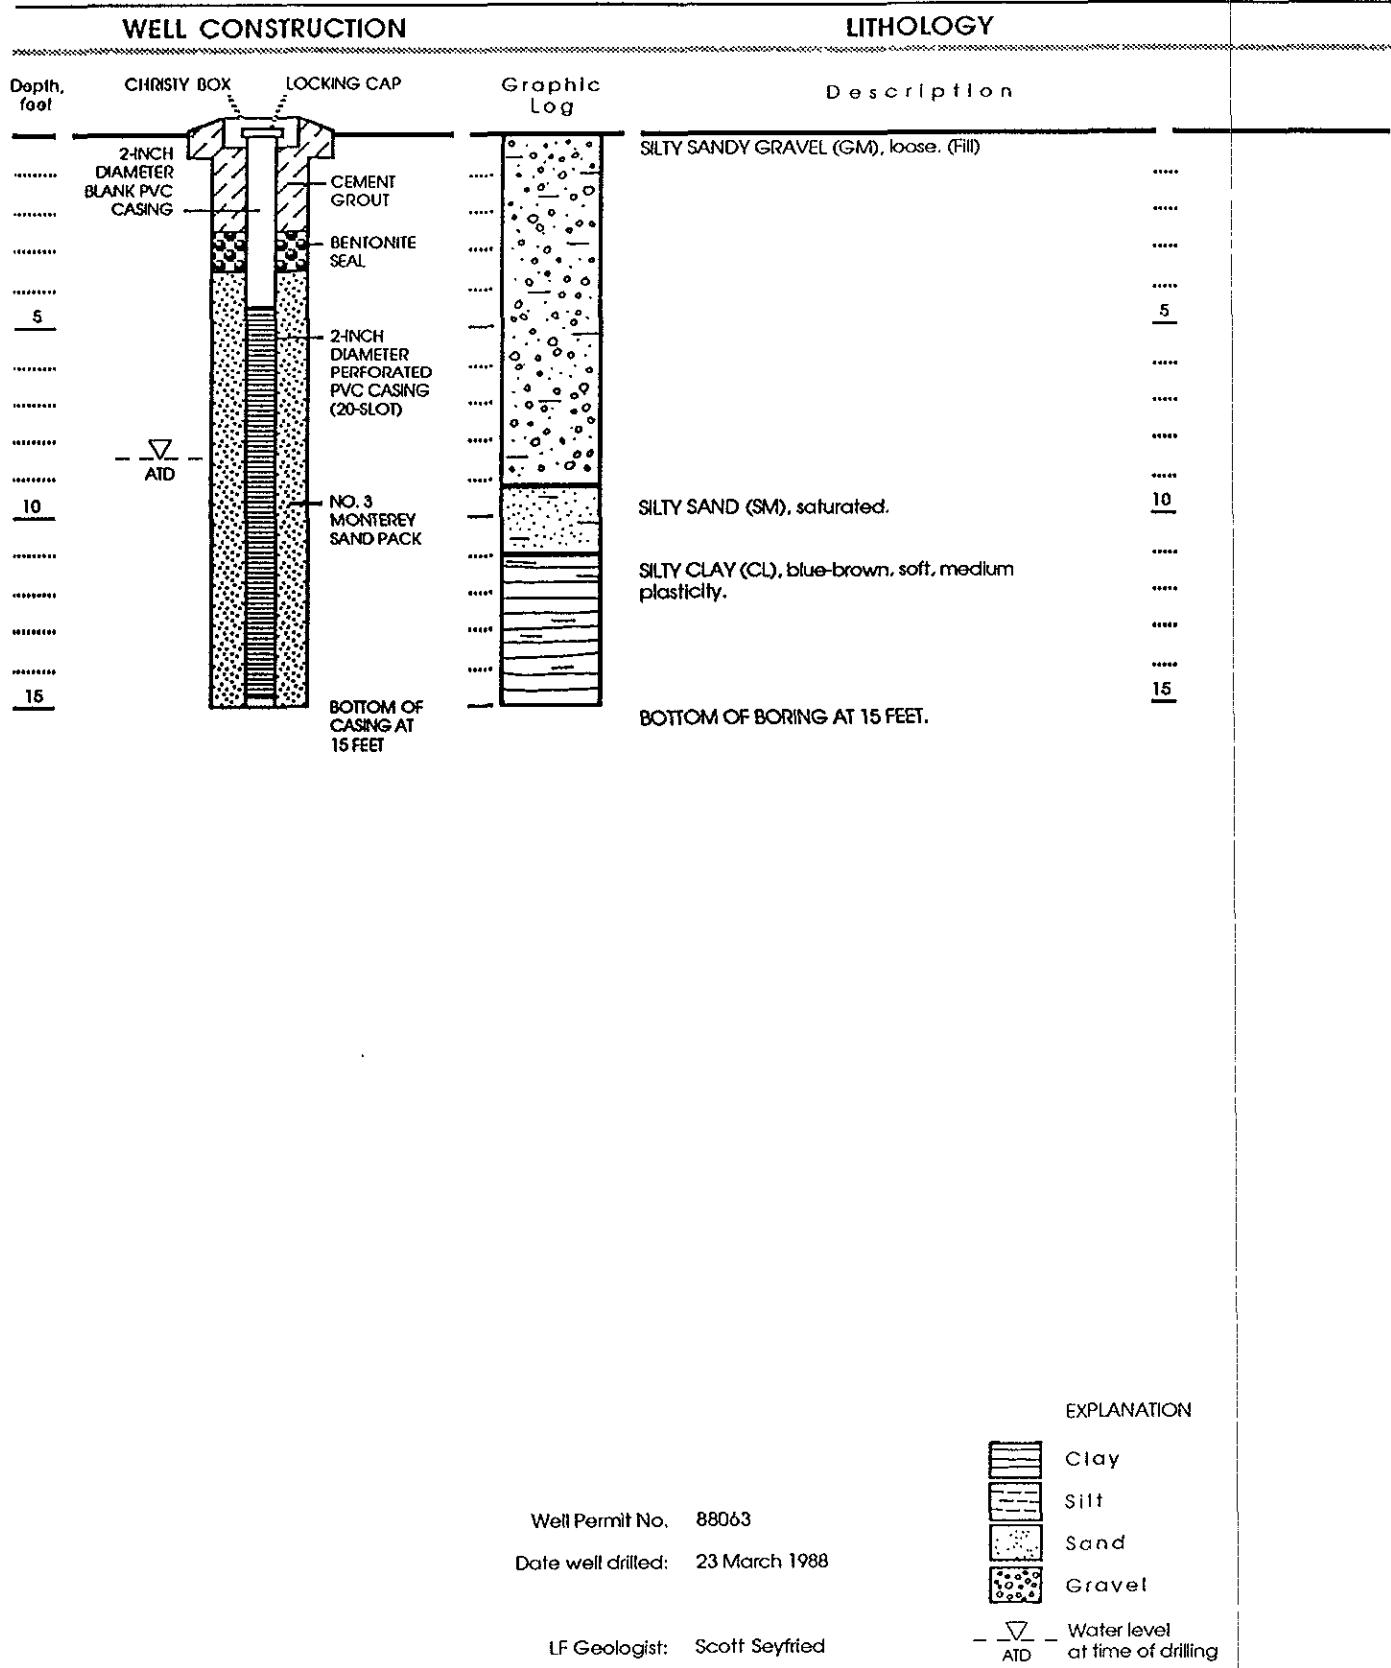 WELL CONSTRUCTION
LITHOLOGY
Depth, feet
CHRISTY BOX
LOCKING CAP
Graphic Log
Description
2-INCH
DIAMETER
BLANK PVC
CASING
CEMENT
GROUT
BENTONITE
SEAL
5
2-INCH
DIAMETER
PERFORATED
PVC CASING
(20-SLOT)
ATD
10
NO. 3
MONTEREY
SAND PACK
15
BOTTOM OF
CASING AT
15 FEET
SILTY SANDY GRAVEL (GM), loose. (Fill)
5
SILTY SAND (SM), saturated.
10
SILTY CLAY (CL), blue-brown, soft, medium
plasticity.
15
BOTTOM OF BORING AT 15 FEET.
EXPLANATION
Clay
Silt
Sand
Gravel
Water level
at time of drilling
ATD
Well Permit No. 88063
Date well drilled: 23 March 1988
LF Geologist: Scott Seyfried